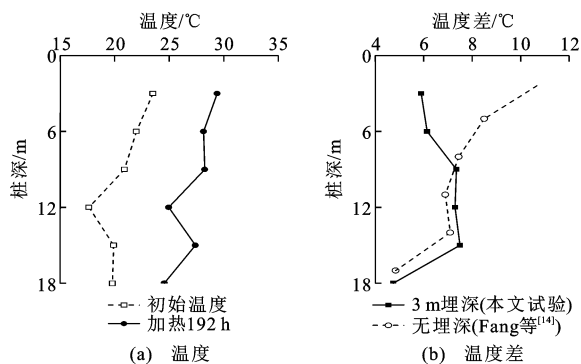 温度/℃
15 20 25 30 35
0
6
12
18
桩深/m
初始温度
加热192 h
(a) 温度
温度差/℃
4 6 8 10 12
0
6
12
18
桩深/m
3 m埋深(本文试验)
无埋深(Fang等[14])
(b) 温度差